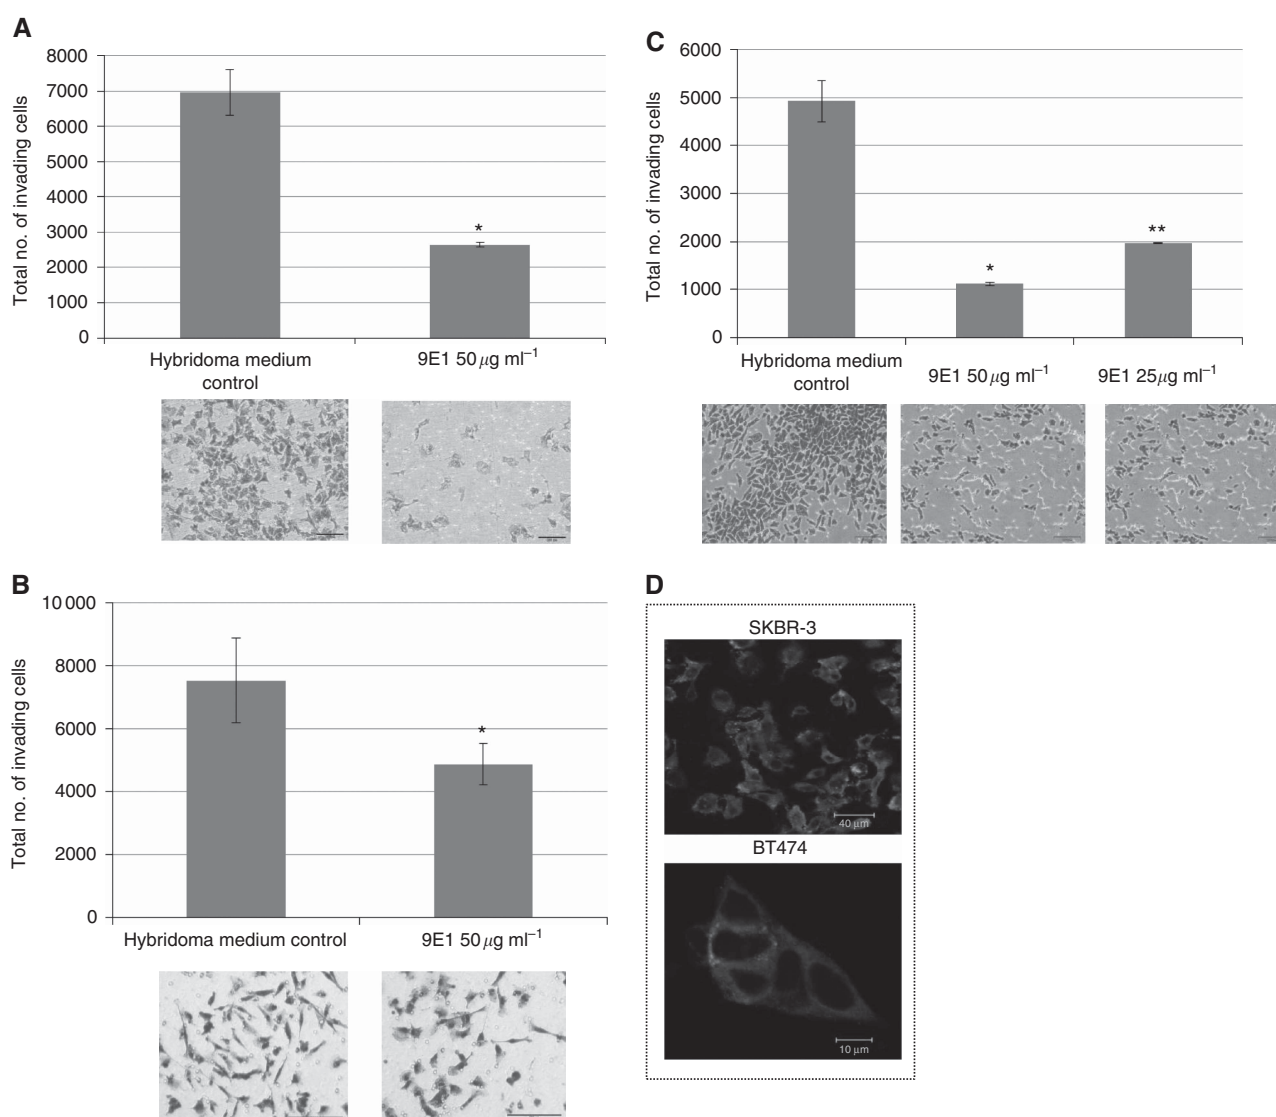 A
Total no. of invading cells
8000
7000
6000
5000
4000
3000
2000
1000
0
*
Hybridoma medium
control
9E1 50 μg ml⁻¹
B
Total no. of invading cells
10 000
8000
6000
4000
2000
0
*
Hybridoma medium control
9E1 50 μg ml⁻¹
C
Total no. of invading cells
6000
5000
4000
3000
2000
1000
0
*
**
Hybridoma medium
control
9E1 50 μg ml⁻¹
9E1 25μg ml⁻¹
D
SKBR-3
40 μm
BT474
10 μm